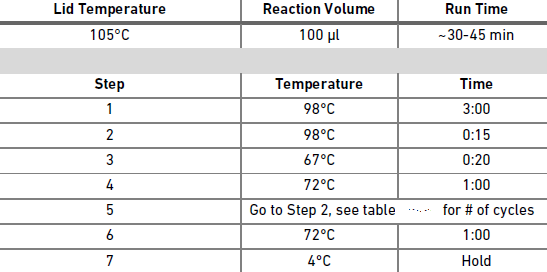 Lid Temperature Reaction Volume Run Time
105°C 100 µl ~30-45 min
Step Temperature Time
1 98°C 3:00
2 98°C 0:15
3 67°C 0:20
4 72°C 1:00
5 Go to Step 2, see table for # of cycles
6 72°C 1:00
7 4°C Hold